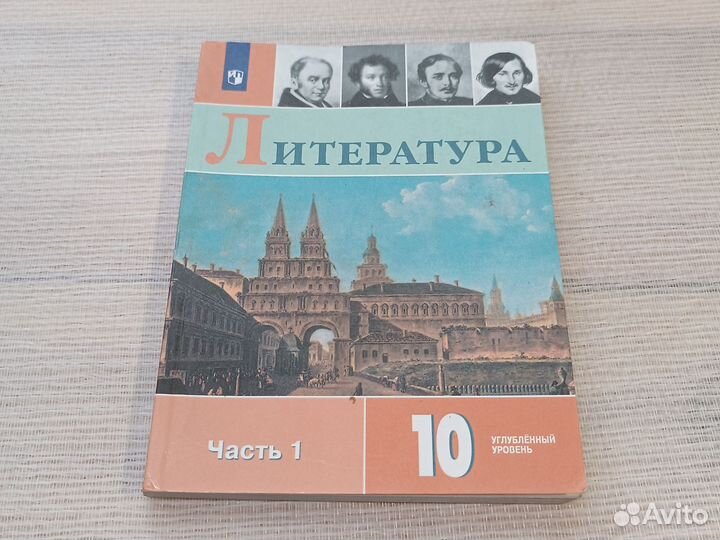 ЛИТЕРАТУРА
Часть 1
10
УГЛУБЛЁННЫЙ
УРОВЕНЬ
Avito